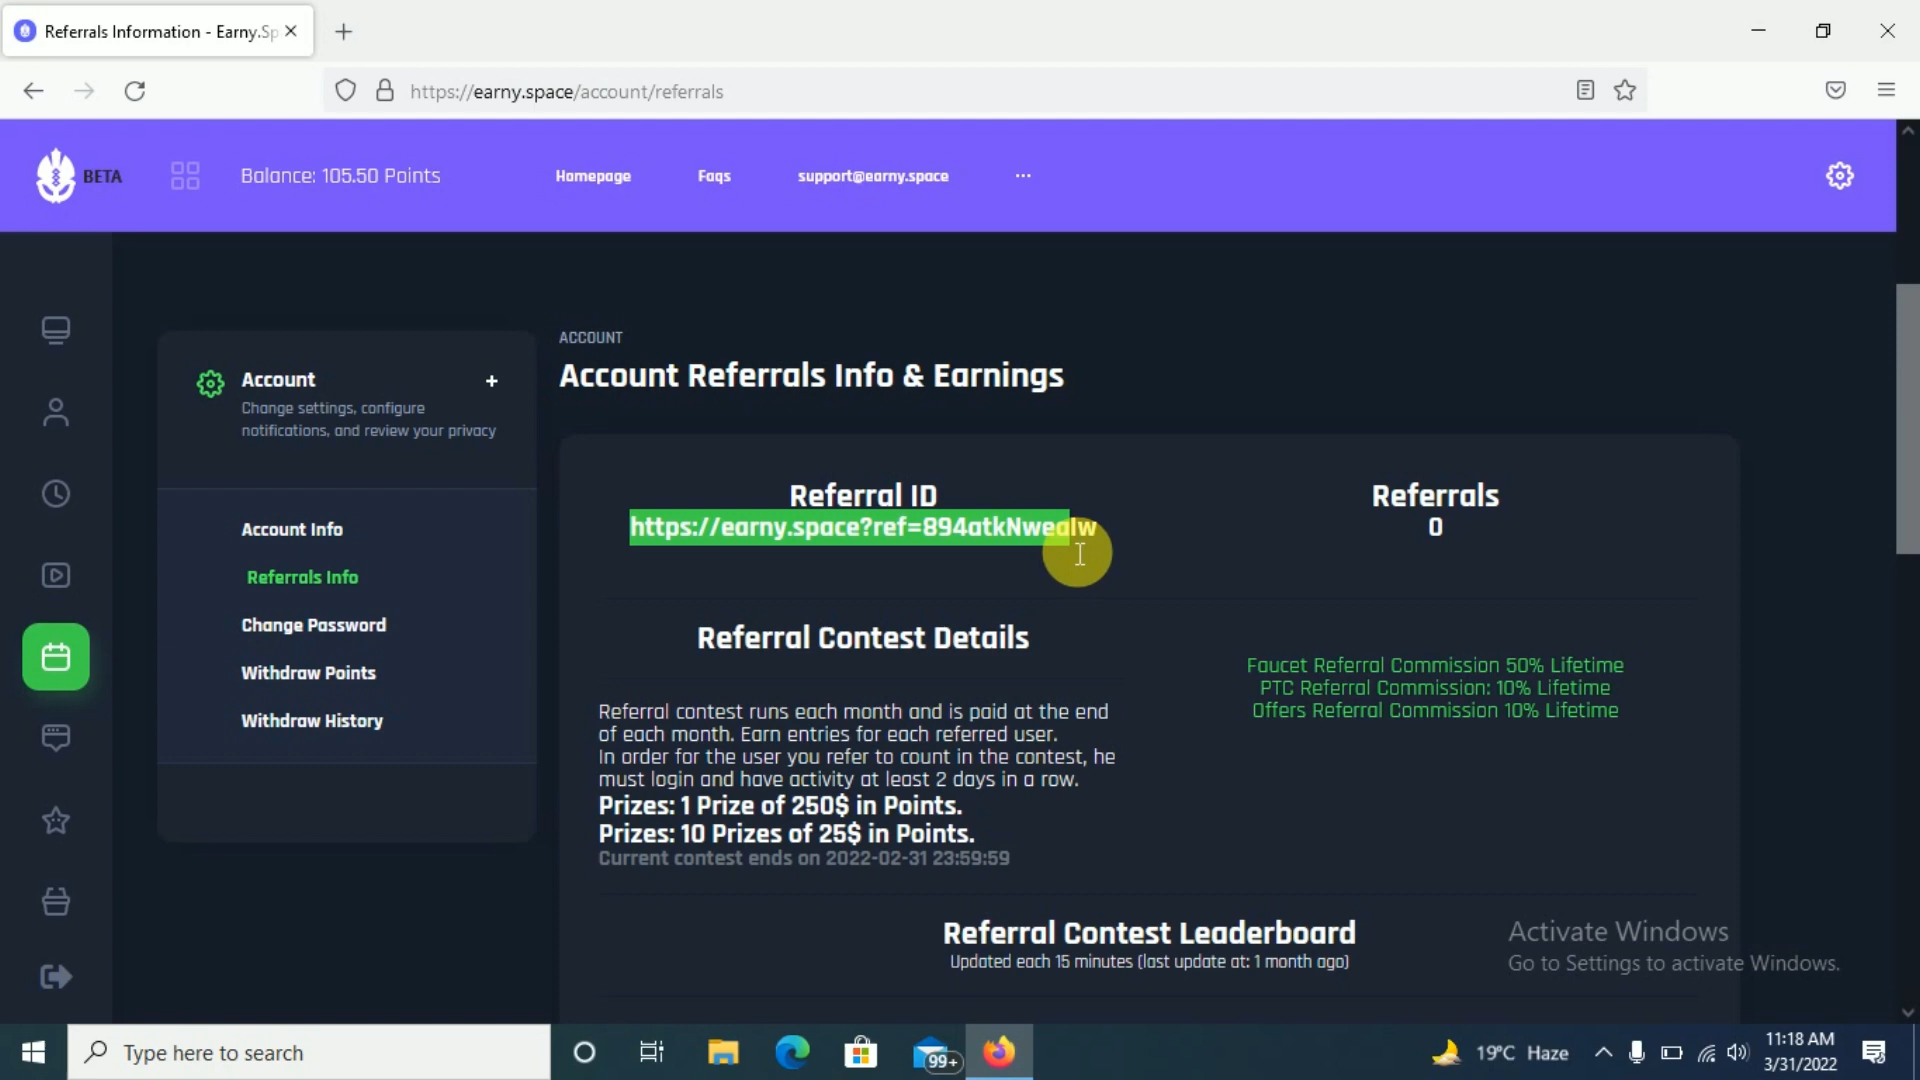 Referrals Information - Earny.Sp
https://earny.space/account/referrals
BETA
Balance: 105.50 Points
Homepage
Faqs
support@earny.space
...
Account
Change settings, configure
notifications, and review your privacy
Account Info
Referrals Info
Change Password
Withdraw Points
Withdraw History
ACCOUNT
Account Referrals Info & Earnings
Referral ID
https://earny.space?ref=894atkNwealw
Referrals
0
Referral Contest Details
Referral contest runs each month and is paid at the end
of each month. Earn entries for each referred user.
In order for the user you refer to count in the contest, he
must login and have activity at least 2 days in a row.
Prizes: 1 Prize of 250$ in Points.
Prizes: 10 Prizes of 25$ in Points.
Current contest ends on 2022-02-31 23:59:59
Faucet Referral Commission 50% Lifetime
PTC Referral Commission: 10% Lifetime
Offers Referral Commission 10% Lifetime
Referral Contest Leaderboard
Updated each 15 minutes (last update at: 1 month ago)
Activate Windows
Go to Settings to activate Windows.
Type here to search
99+
19°C Haze
11:18 AM
3/31/2022